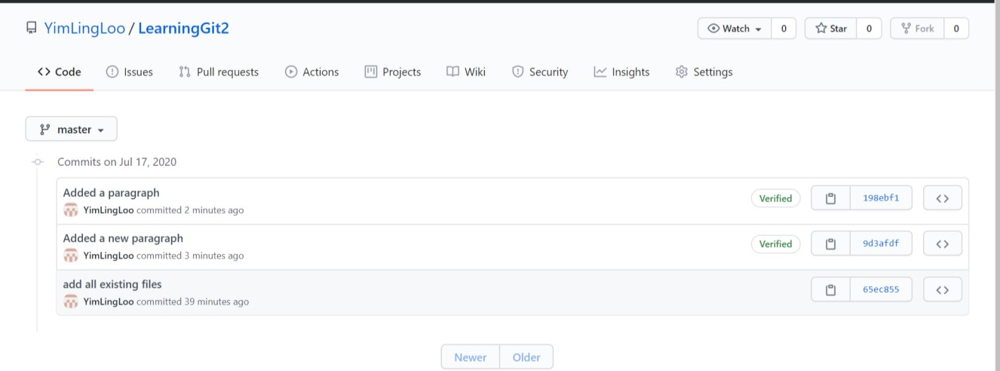 YimLingLoo / LearningGit2
Watch 0 Star 0 Fork 0
Code Issues Pull requests Actions Projects Wiki Security Insights Settings
master
Commits on Jul 17, 2020
Added a paragraph
YimLingLoo committed 2 minutes ago
Verified 198ebf1
Added a new paragraph
YimLingLoo committed 3 minutes ago
Verified 9d3afdf
add all existing files
YimLingLoo committed 39 minutes ago
65ec855
Newer Older